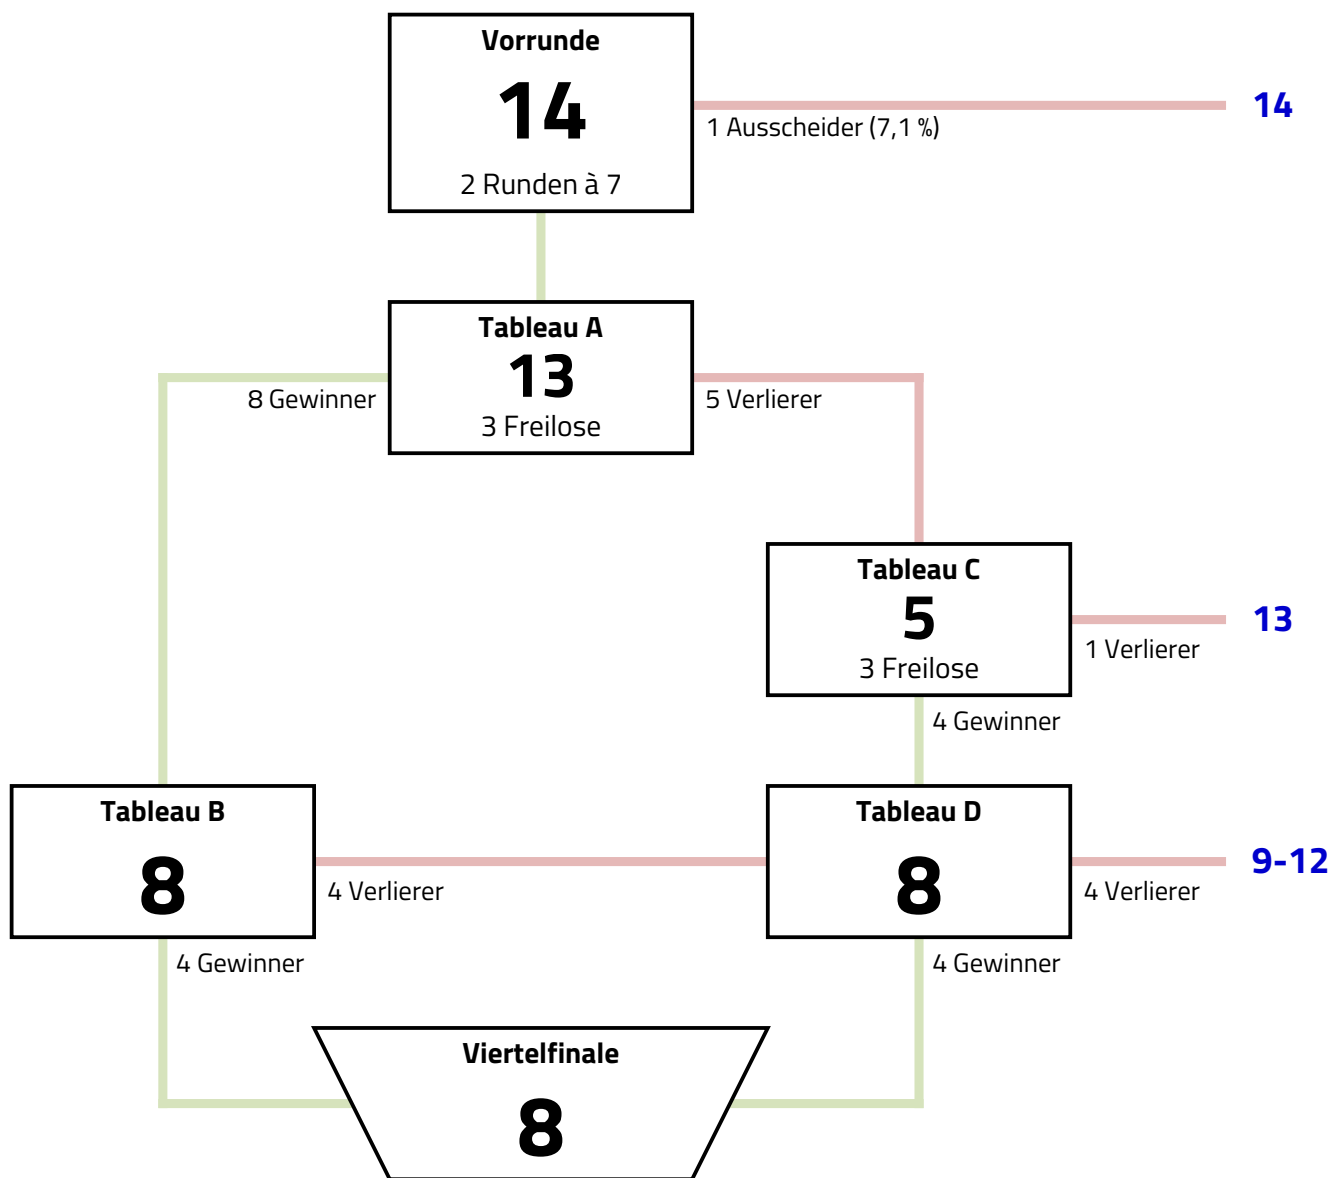 Vorrunde
14
2 Runden à 7
1 Ausscheider (7,1 %)
14
Tableau A
13
3 Freilose
8 Gewinner
5 Verlierer
Tableau C
5
3 Freilose
1 Verlierer
13
4 Gewinner
Tableau B
8
4 Verlierer
4 Gewinner
Tableau D
8
4 Verlierer
9-12
4 Gewinner
Viertelfinale
8